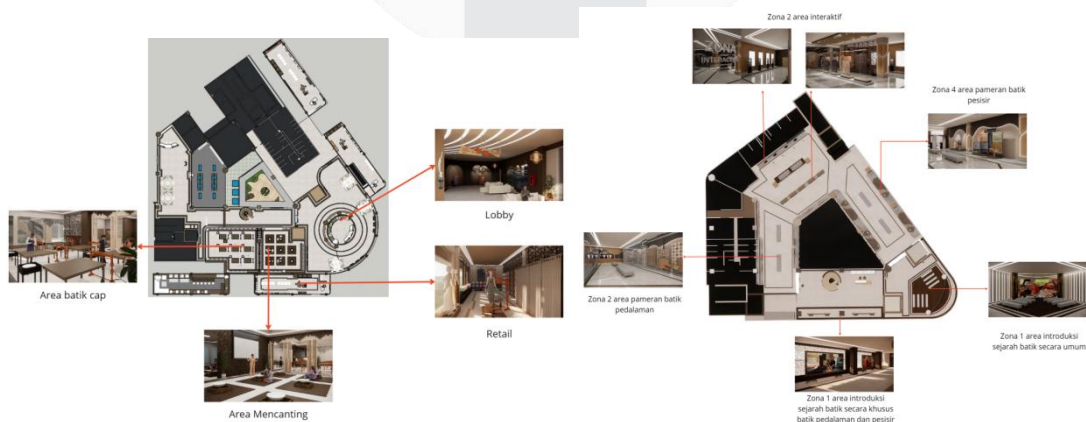 Zona 2 area interaktif
ZONA
INTERAKTIF
Zona 4 area pameran batik
pesisir
Lobby
Area batik cap
Retail
Zona 2 area pameran batik
pedalaman
Zona 1 area introduksi
sejarah batik secara umum
Zona 1 area introduksi
sejarah batik secara khusus
batik pedalaman dan pesisir
Area Mencanting